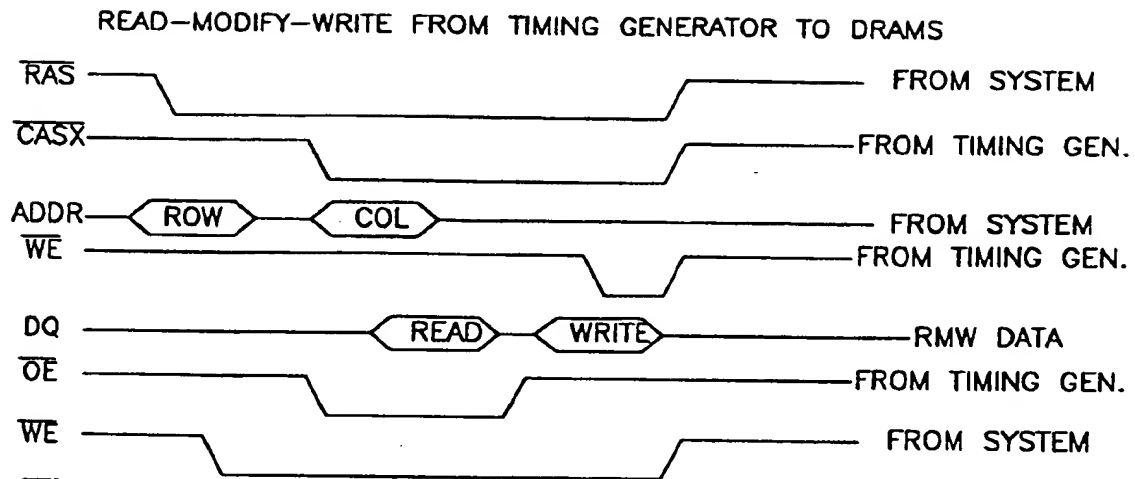 READ-MODIFY-WRITE FROM TIMING GENERATOR TO DRAMS
RAS FROM SYSTEM
CASX FROM TIMING GEN.
ADDR ROW COL FROM SYSTEM
WE FROM TIMING GEN.
DQ READ WRITE RMW DATA
OE FROM TIMING GEN.
WE FROM SYSTEM